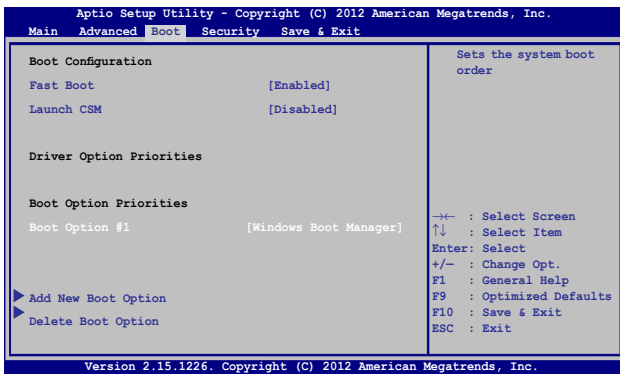 Aptio Setup Utility - Copyright (C) 2012 American Megatrends, Inc.
Main Advanced Boot Security Save & Exit
Boot Configuration
Fast Boot [Enabled]
Launch CSM [Disabled]
Driver Option Priorities
Boot Option Priorities
Boot Option #1 [Windows Boot Manager]
Add New Boot Option
Delete Boot Option
Sets the system boot
order
→← : Select Screen
↑↓ : Select Item
Enter: Select
+/— : Change Opt.
F1 : General Help
F9 : Optimized Defaults
F10 : Save & Exit
ESC : Exit
Version 2.15.1226. Copyright (C) 2012 American Megatrends, Inc.